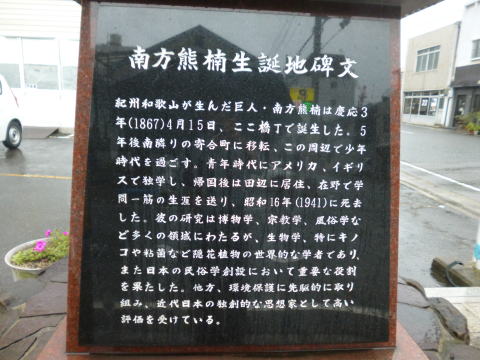 南方熊楠生誕地碑文
紀州和歌山が生んだ巨人・南方熊楠は慶応3
年(1867)4月15日、ここ橋丁で誕生した。5
年後南隣りの寄合町に移転、この周辺で少年
時代を過ごす。青年時代にアメリカ、イギリ
スで独学し、帰国後は田辺に居住、在野で学
問一筋の生涯を送り、昭和16年(1941)に死去
した。彼の研究は博物学、宗教学、風俗学な
ど多くの領域にわたるが、生物学、特にキノ
コや粘菌など隠花植物の世界的な学者であり、
また日本の民俗学創設において重要な役割
を果たした。他方、環境保護に先駆的に取り
組み、近代日本の独創的な思想家として高い
評価を受けている。